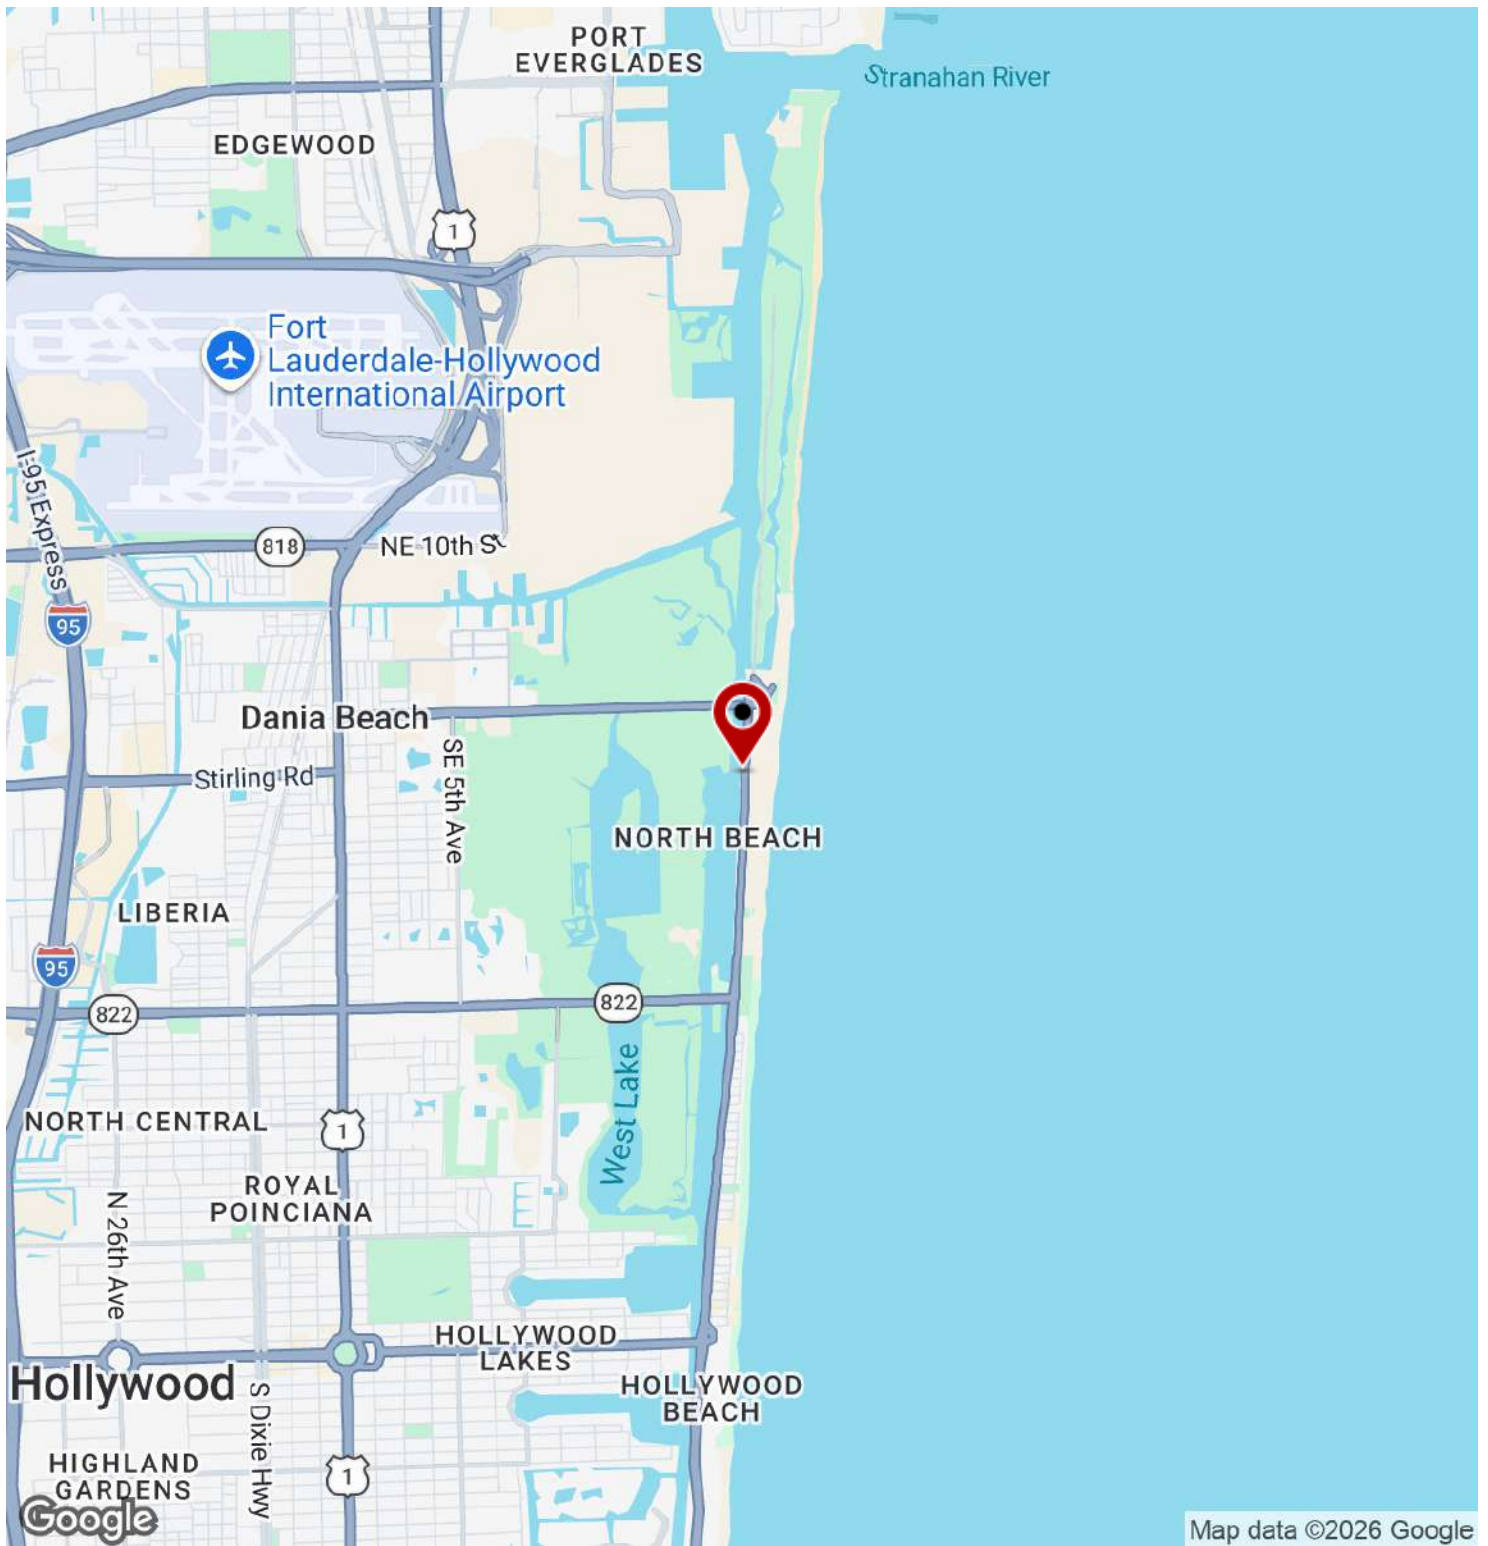 PORT
EVERGLADES
Stranahan River
EDGEWOOD
1
Fort
Lauderdale-Hollywood
International Airport
I-95 Express
818
NE 10th St
95
Dania Beach
SE 5th Ave
Stirling Rd
NORTH BEACH
LIBERIA
95
822
822
West Lake
NORTH CENTRAL
1
ROYAL
POINCIANA
N 26th Ave
HOLLYWOOD
LAKES
Hollywood
S Dixie Hwy
HOLLYWOOD
BEACH
HIGHLAND
GARDENS
1
Google
Map data ©2026 Google